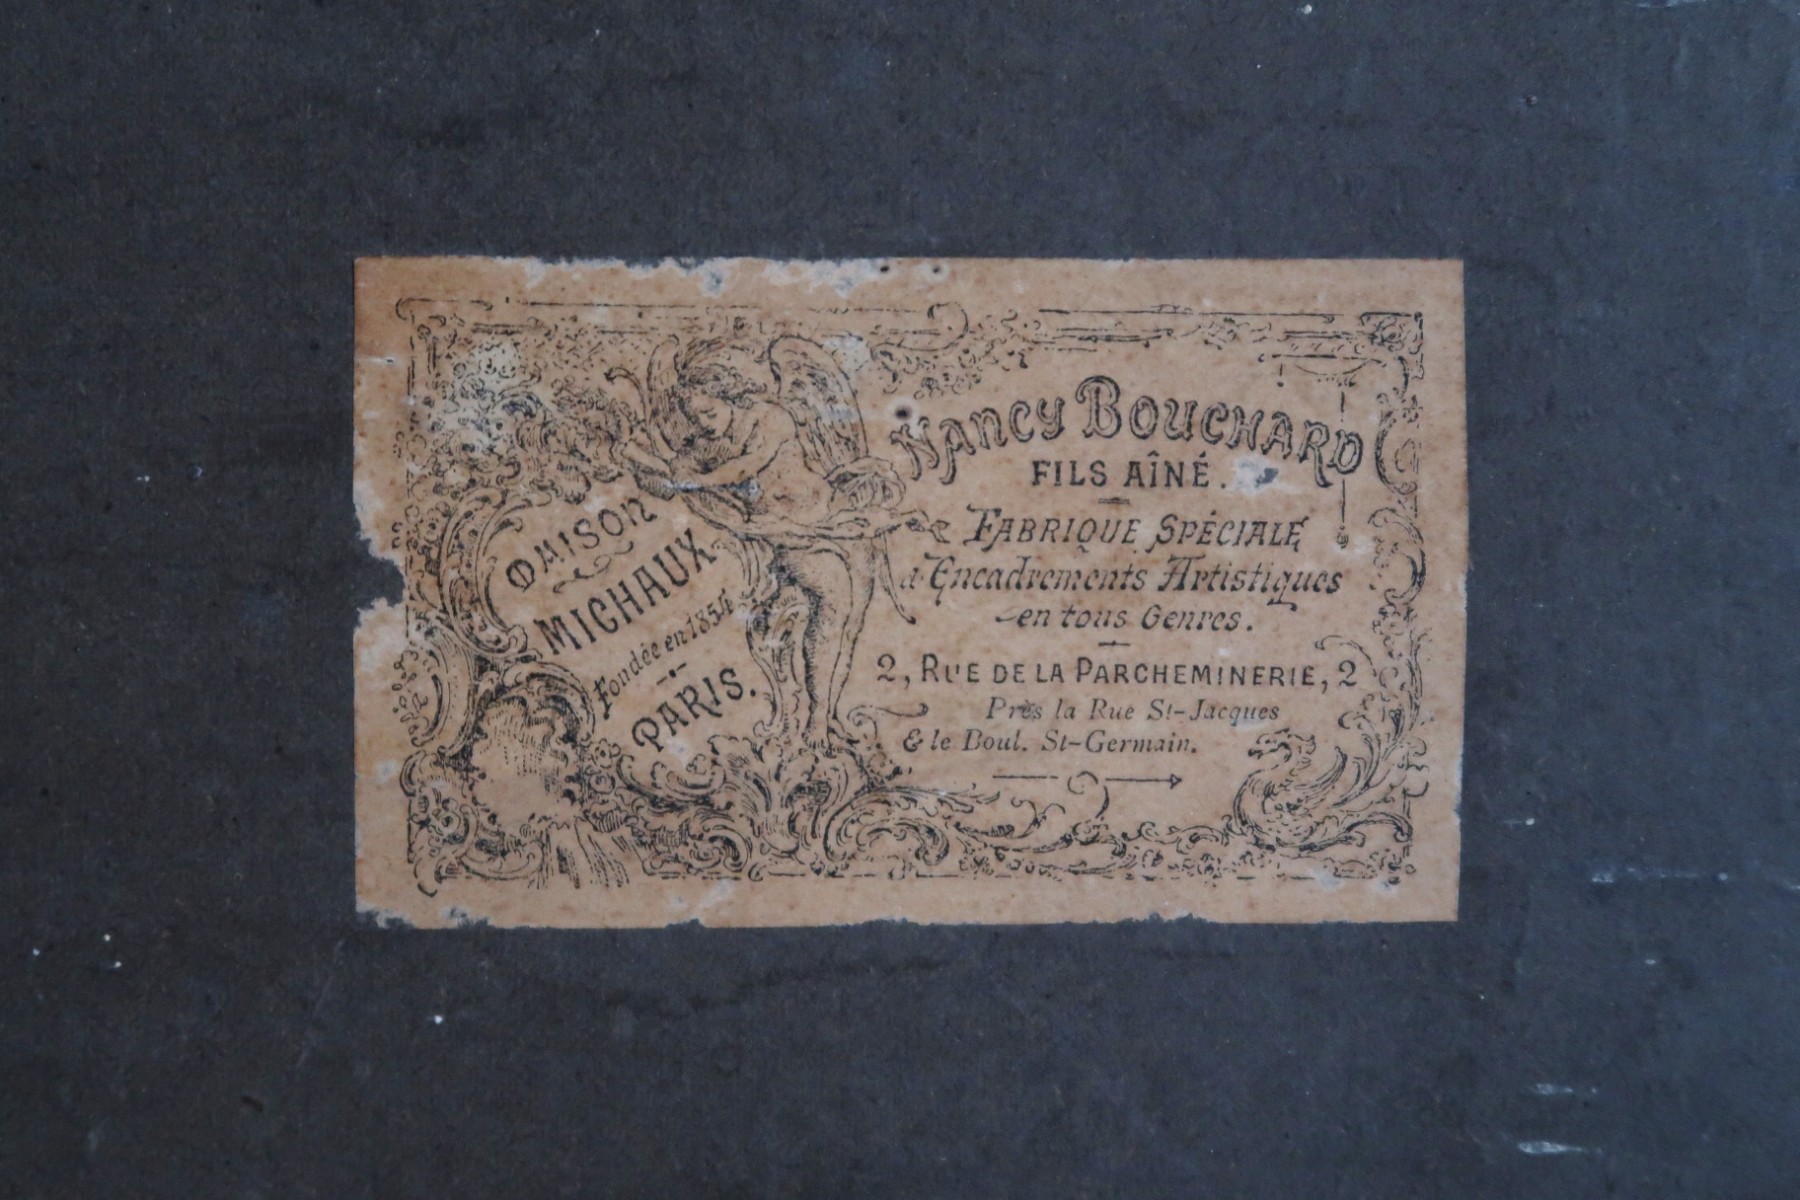 MAISON
MICHAUX
Fondée en 1854
PARIS.
NANCY BOUCHARD
FILS AÎNÉ.
FABRIQUE SPÉCIALE
d'Encadrements Artistiques
en tous Genres.
2, RUE DE LA PARCHEMINERIE, 2
Près la Rue St-Jacques
& le Boul. St-Germain.